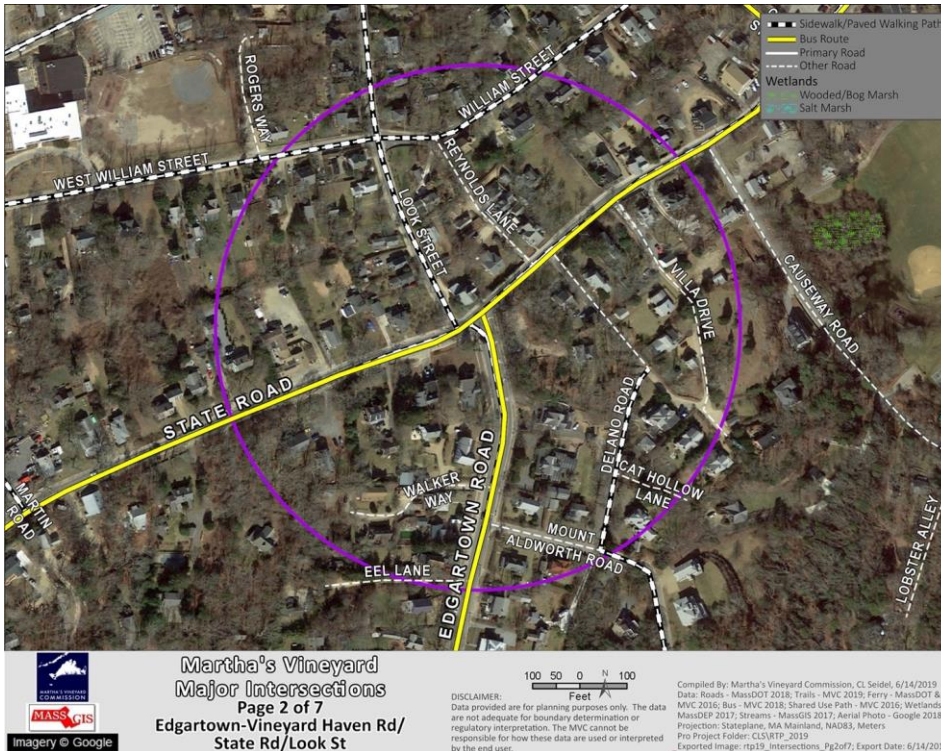 Sidewalk/Paved Walking Path
Bus Route
Primary Road
Other Road
Wetlands
Wooded/Bog Marsh
Salt Marsh
ROGERS WAY
WILLIAM STREET
WEST WILLIAM STREET
REYNOLDS LANE
LOOK STREET
CAUSEWAY ROAD
VILLA DRIVE
STATE ROAD
DELANO ROAD
EDGARTOWN ROAD
CAT HOLLOW
LANE
WALKER
WAY
MARTIN
ROAD
MOUNT
ALDWORTH ROAD
EEL LANE
LOBSTER ALLEY
MARTHA'S VINEYARD
COMMISSION
MASSGIS
Imagery © Google
Martha's Vineyard
Major Intersections
Page 2 of 7
Edgartown-Vineyard Haven Rd/
State Rd/Look St
100 50 0 100
Feet
N
DISCLAIMER:
Data provided are for planning purposes only. The data
are not adequate for boundary determination or
regulatory interpretation. The MVC cannot be
responsible for how these data are used or interpreted
by the end user.
Compiled By: Martha's Vineyard Commission, CL Seidel, 6/14/2019
Data: Roads - MassDOT 2018; Trails - MVC 2019; Ferry - MassDOT &
MVC 2016; Bus - MVC 2018; Shared Use Path - MVC 2016; Wetlands
MassDEP 2017; Streams - MassGIS 2017; Aerial Photo - Google 2018
Projection: Stateplane, MA Mainland, NAD83, Meters
Pro Project Folder: CLS\RTP_2019
Exported Image: rtp19_Intersections_Pg2of7; Export Date: 6/14/20